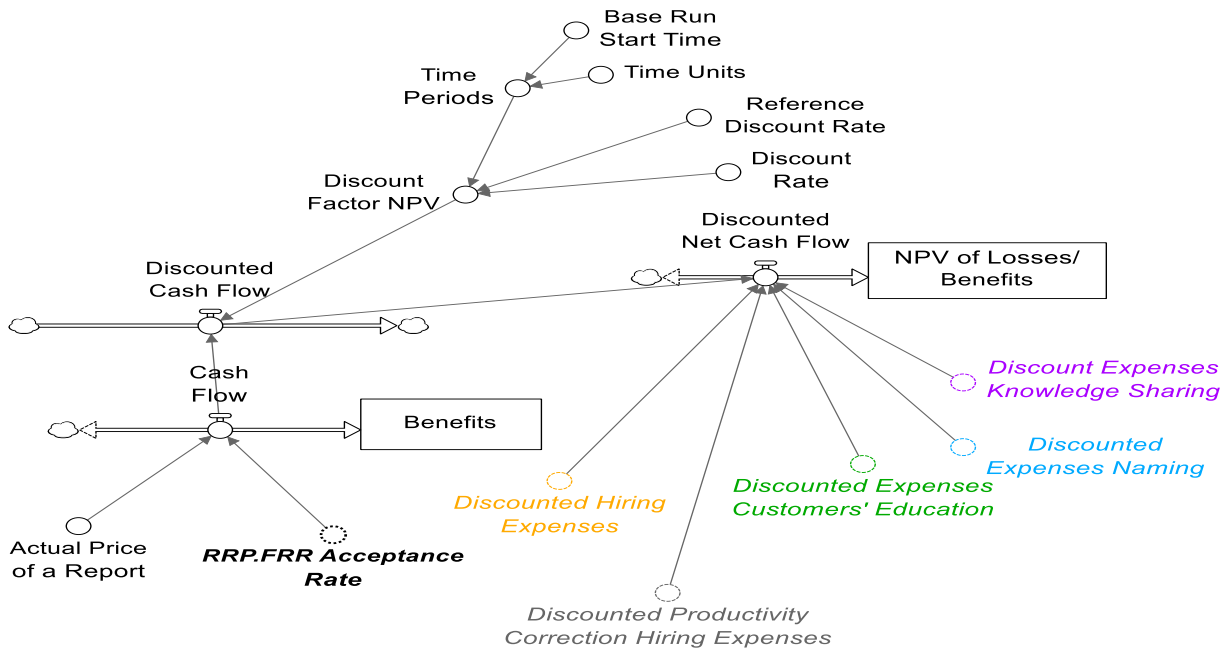 Base Run
Start Time
Time
Periods
Time Units
Reference
Discount Rate
Discount
Rate
Discount
Factor NPV
Discounted
Net Cash Flow
NPV of Losses/
Benefits
Discounted
Cash Flow
Cash
Flow
Benefits
Discount Expenses
Knowledge Sharing
Discounted
Expenses Naming
Discounted Expenses
Customers' Education
Discounted Hiring
Expenses
Actual Price
of a Report
RRP.FRR Acceptance
Rate
Discounted Productivity
Correction Hiring Expenses